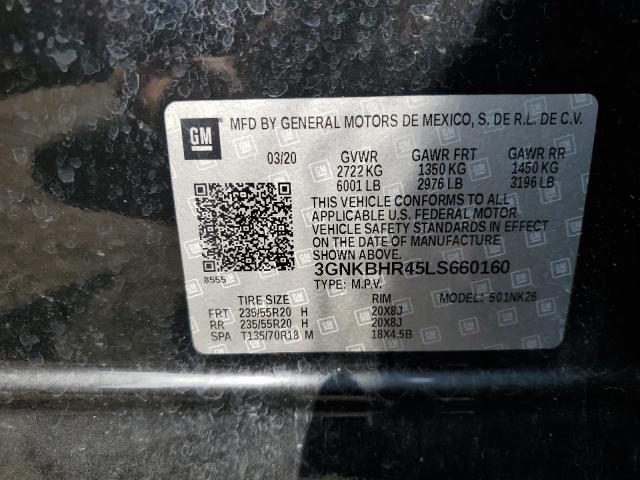 GM MFD BY GENERAL MOTORS DE MEXICO, S. DE R.L. DE C.V.
03/20 GVWR GAWR FRT GAWR RR
2722 KG 1350 KG 1450 KG
6001 LB 2976 LB 3196 LB
THIS VEHICLE CONFORMS TO ALL
APPLICABLE U.S. FEDERAL MOTOR
VEHICLE SAFETY STANDARDS IN EFFECT
ON THE DATE OF MANUFACTURE
SHOWN ABOVE.
3GNKBHR45LS660160
8555 TYPE: M.P.V. MODEL: 501NK26
TIRE SIZE RIM
FRT 235/55R20 H 20X8J
RR 235/55R20 H 20X8J
SPA T135/70R18 M 18X4.5B